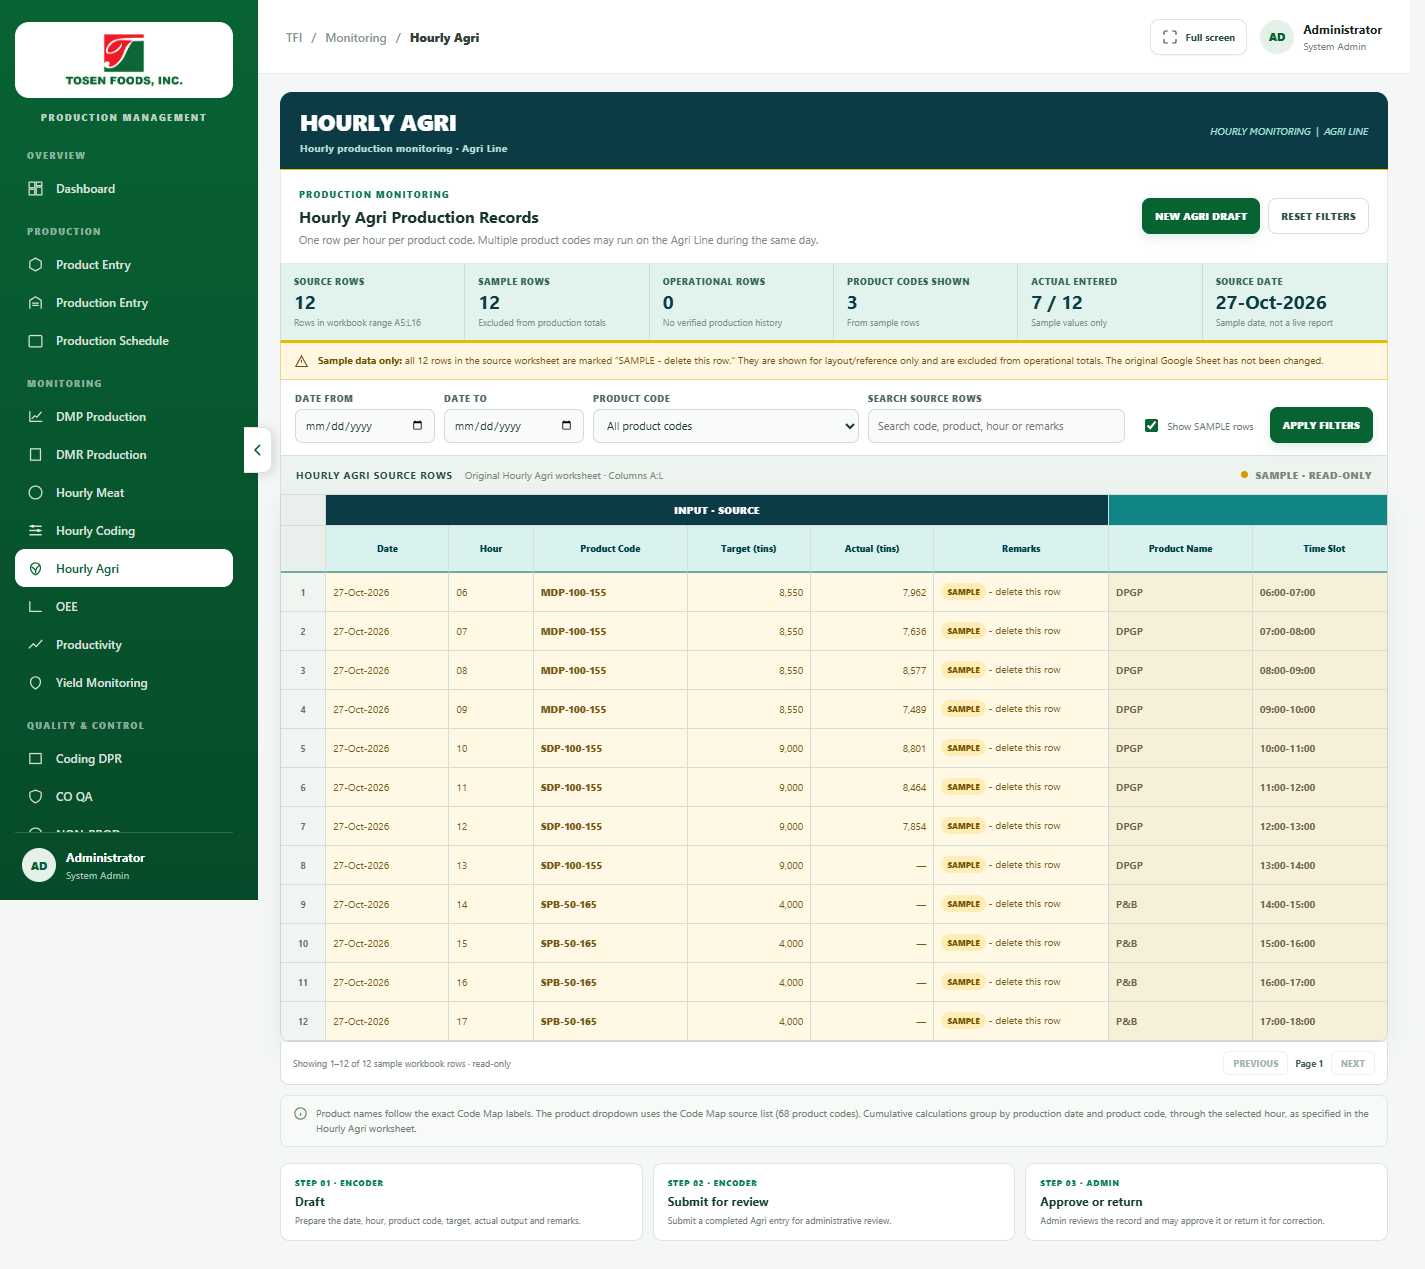 TOSEN FOODS, INC.
PRODUCTION MANAGEMENT
OVERVIEW
Dashboard
PRODUCTION
Product Entry
Production Entry
Production Schedule
MONITORING
DMP Production
DMR Production
Hourly Meat
Hourly Coding
Hourly Agri
OEE
Productivity
Yield Monitoring
QUALITY & CONTROL
Coding DPR
CO QA
NON-PROD
AD
Administrator
System Admin
TFI / Monitoring / Hourly Agri
Full screen
AD
Administrator
System Admin
HOURLY AGRI
Hourly production monitoring · Agri Line
HOURLY MONITORING | AGRI LINE
PRODUCTION MONITORING
Hourly Agri Production Records
One row per hour per product code. Multiple product codes may run on the Agri Line during the same day.
NEW AGRI DRAFT
RESET FILTERS
SOURCE ROWS
12
Rows in workbook range A5:L16
SAMPLE ROWS
12
Excluded from production totals
OPERATIONAL ROWS
0
No verified production history
PRODUCT CODES SHOWN
3
From sample rows
ACTUAL ENTERED
7 / 12
Sample values only
SOURCE DATE
27-Oct-2026
Sample date, not a live report
Sample data only: all 12 rows in the source worksheet are marked "SAMPLE - delete this row." They are shown for layout/reference only and are excluded from operational totals. The original Google Sheet has not been changed.
DATE FROM
mm/dd/yyyy
DATE TO
mm/dd/yyyy
PRODUCT CODE
All product codes
SEARCH SOURCE ROWS
Search code, product, hour or remarks
Show SAMPLE rows
APPLY FILTERS
HOURLY AGRI SOURCE ROWS Original Hourly Agri worksheet · Columns A:L
SAMPLE · READ-ONLY
INPUT · SOURCE
Date Hour Product Code Target (tins) Actual (tins) Remarks Product Name Time Slot
1 27-Oct-2026 06 MDP-100-155 8,550 7,962 SAMPLE - delete this row DPGP 06:00-07:00
2 27-Oct-2026 07 MDP-100-155 8,550 7,636 SAMPLE - delete this row DPGP 07:00-08:00
3 27-Oct-2026 08 MDP-100-155 8,550 8,577 SAMPLE - delete this row DPGP 08:00-09:00
4 27-Oct-2026 09 MDP-100-155 8,550 7,489 SAMPLE - delete this row DPGP 09:00-10:00
5 27-Oct-2026 10 SDP-100-155 9,000 8,801 SAMPLE - delete this row DPGP 10:00-11:00
6 27-Oct-2026 11 SDP-100-155 9,000 8,464 SAMPLE - delete this row DPGP 11:00-12:00
7 27-Oct-2026 12 SDP-100-155 9,000 7,854 SAMPLE - delete this row DPGP 12:00-13:00
8 27-Oct-2026 13 SDP-100-155 9,000 — SAMPLE - delete this row DPGP 13:00-14:00
9 27-Oct-2026 14 SPB-50-165 4,000 — SAMPLE - delete this row P&B 14:00-15:00
10 27-Oct-2026 15 SPB-50-165 4,000 — SAMPLE - delete this row P&B 15:00-16:00
11 27-Oct-2026 16 SPB-50-165 4,000 — SAMPLE - delete this row P&B 16:00-17:00
12 27-Oct-2026 17 SPB-50-165 4,000 — SAMPLE - delete this row P&B 17:00-18:00
Showing 1–12 of 12 sample workbook rows · read-only
PREVIOUS Page 1 NEXT
Product names follow the exact Code Map labels. The product dropdown uses the Code Map source list (68 product codes). Cumulative calculations group by production date and product code, through the selected hour, as specified in the
Hourly Agri worksheet.
STEP 01 · ENCODER
Draft
Prepare the date, hour, product code, target, actual output and remarks.
STEP 02 · ENCODER
Submit for review
Submit a completed Agri entry for administrative review.
STEP 03 · ADMIN
Approve or return
Admin reviews the record and may approve it or return it for correction.